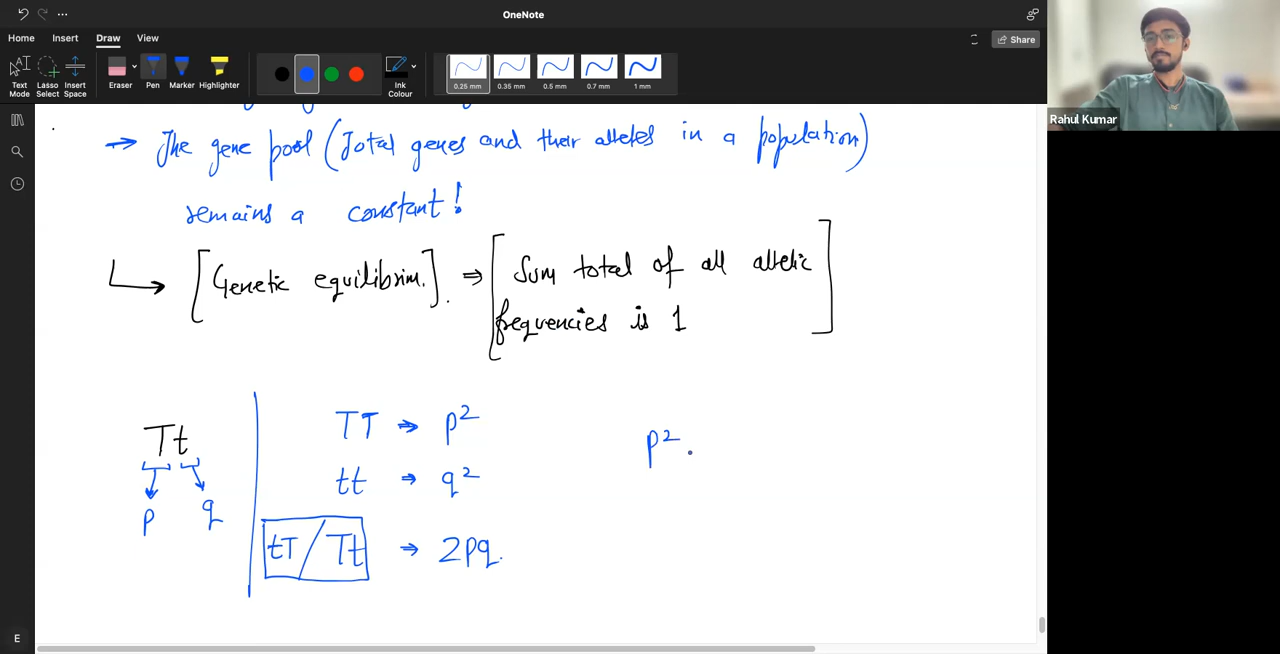 OneNote
Home Insert Draw View
Share
Text Mode
Lasso Select
Insert Space
Eraser
Pen
Marker
Highlighter
Ink Colour
0.25 mm 0.35 mm 0.5 mm 0.7 mm 1 mm
Rahul Kumar
→ The gene pool (Total genes and their alleles in a population)
remains a constant!
[Genetic equilibrim.] ⇒ [Sum total of all allelic
frequencies is 1]
Tt
p q
TT ⇒ p²
tt ⇒ q²
tT / Tt ⇒ 2pq.
p²
E